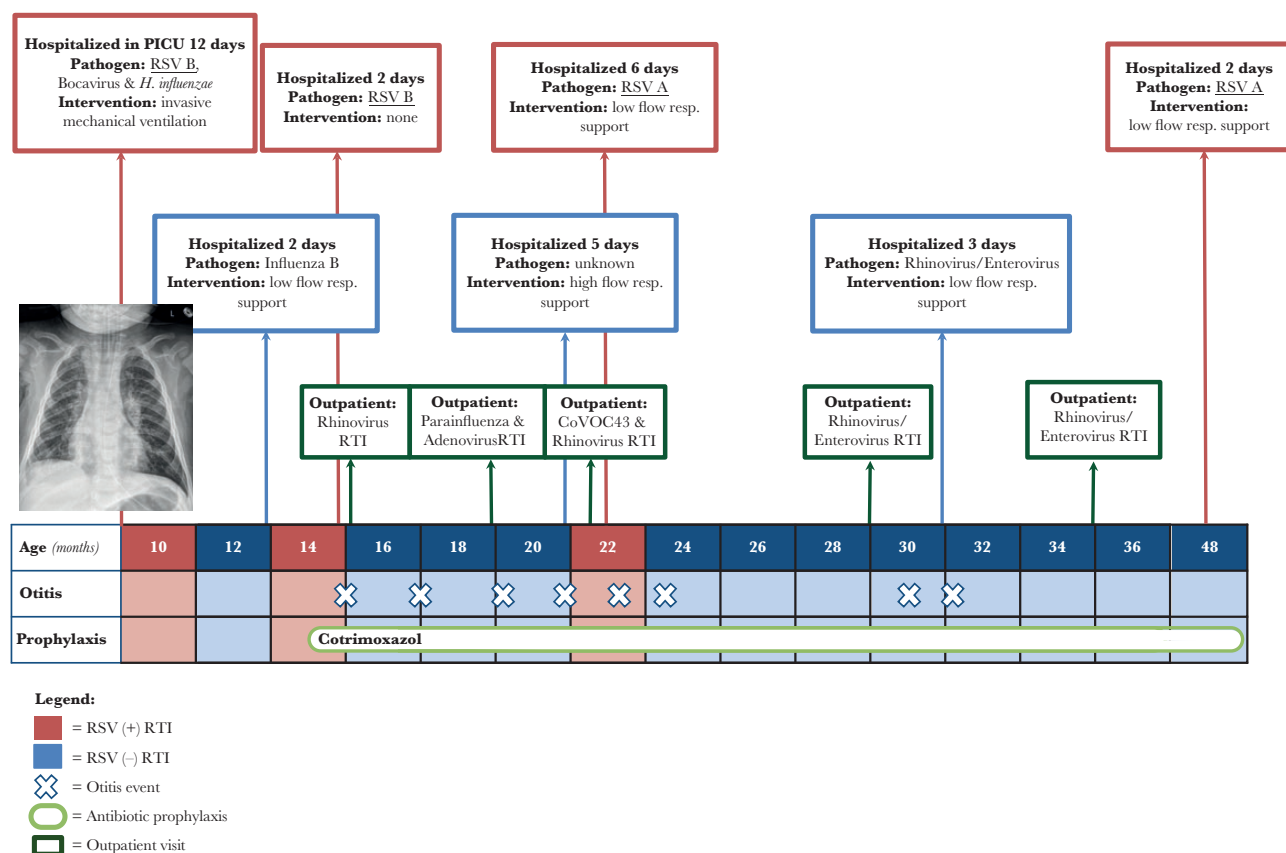 Hospitalized in PICU 12 days
Pathogen: RSV B,
Bocavirus & H. influenzae
Intervention: invasive
mechanical ventilation
Hospitalized 2 days
Pathogen: RSV B
Intervention: none
Hospitalized 6 days
Pathogen: RSV A
Intervention: low flow resp.
support
Hospitalized 2 days
Pathogen: RSV A
Intervention:
low flow resp. support
Hospitalized 2 days
Pathogen: Influenza B
Intervention: low flow resp.
support
Hospitalized 5 days
Pathogen: unknown
Intervention: high flow resp.
support
Hospitalized 3 days
Pathogen: Rhinovirus/Enterovirus
Intervention: low flow resp.
support
L
Outpatient:
Rhinovirus
RTI
Outpatient:
Parainfluenza &
AdenovirusRTI
Outpatient:
CoVOC43 &
Rhinovirus RTI
Outpatient:
Rhinovirus/
Enterovirus RTI
Outpatient:
Rhinovirus/
Enterovirus RTI
Age (months) 10 12 14 16 18 20 22 24 26 28 30 32 34 36 48
Otitis
Prophylaxis Cotrimoxazol
Legend:
= RSV (+) RTI
= RSV (–) RTI
= Otitis event
= Antibiotic prophylaxis
= Outpatient visit